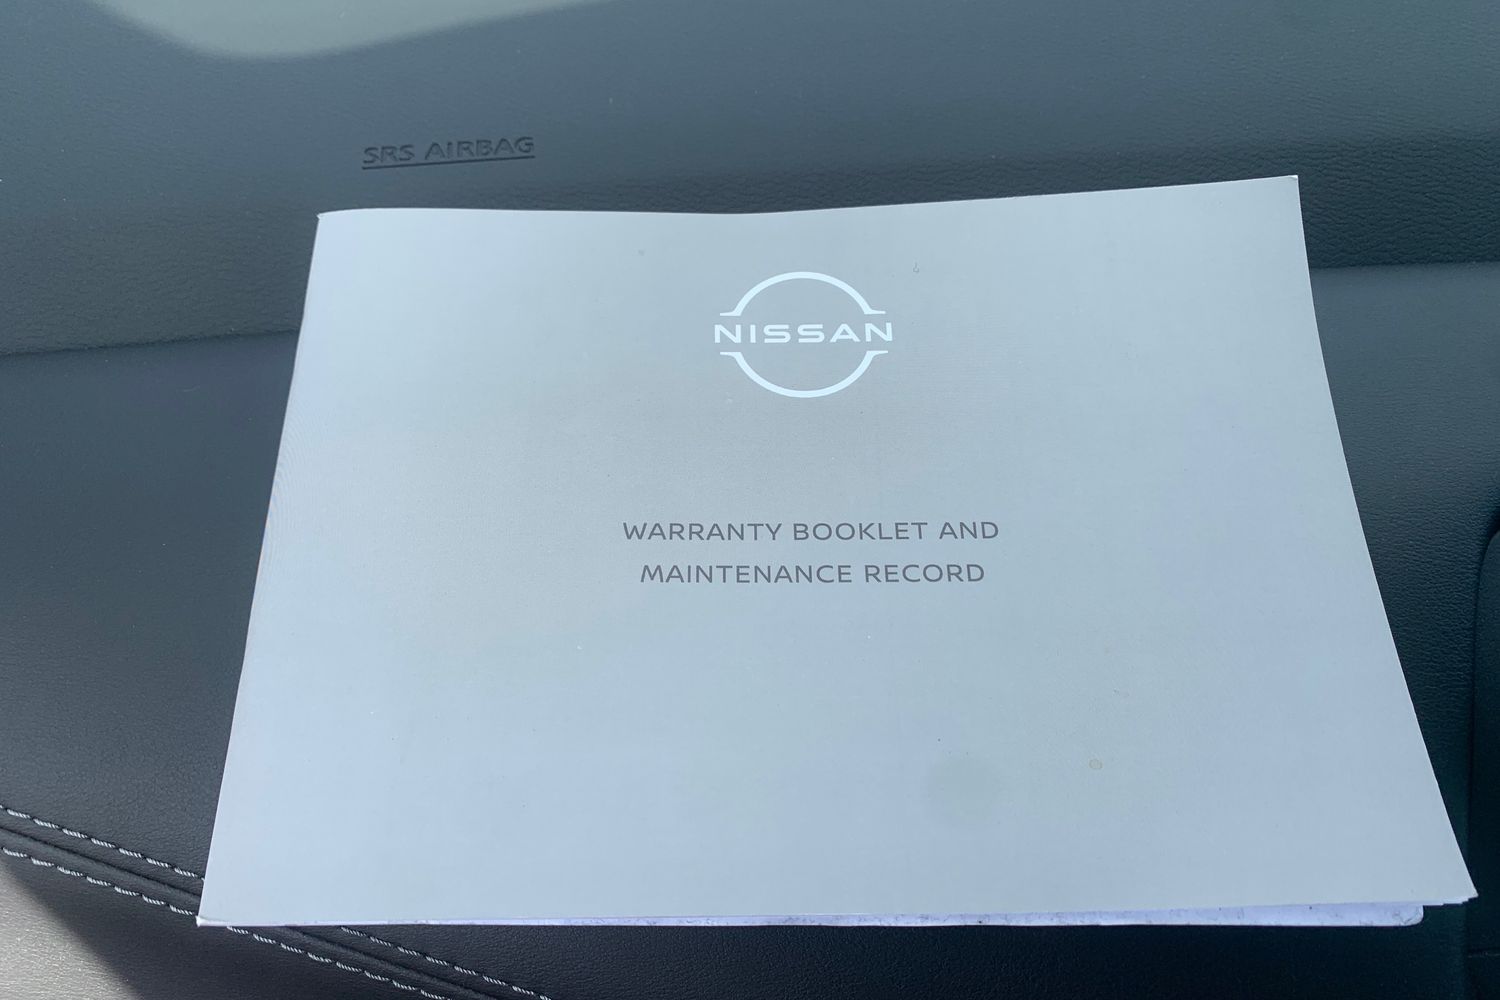 SRS AIRBAG
NISSAN
WARRANTY BOOKLET AND
MAINTENANCE RECORD